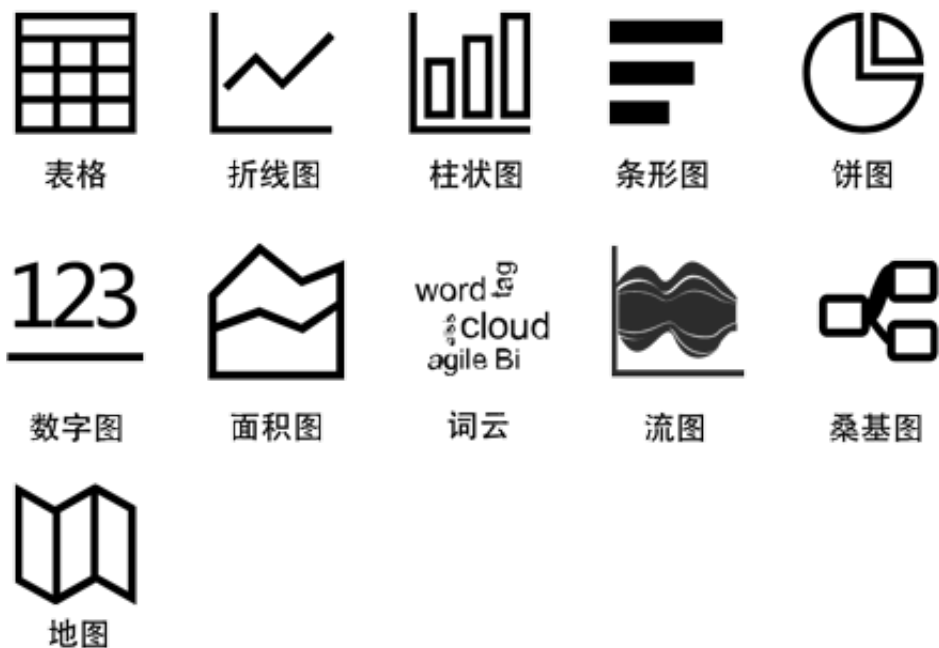 表格
折线图
柱状图
条形图
饼图
123
word tag
cloud
agile Bi
数字图
面积图
词云
流图
桑基图
地图